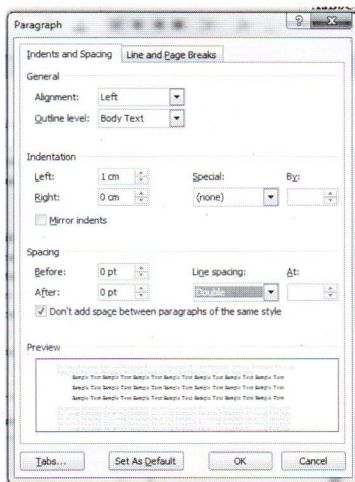 Paragraph
Indents and Spacing Line and Page Breaks
General
Alignment: Left
Outline level: Body Text
Indentation
Left: 1 cm Special: By:
Right: 0 cm (none)
Mirror indents
Spacing
Before: 0 pt Line spacing: At:
After: 0 pt Double
Don't add space between paragraphs of the same style
Preview
Sample Text Sample Text Sample Text Sample Text Sample Text Sample Text Sample Text
Sample Text Sample Text Sample Text Sample Text Sample Text Sample Text Sample Text
Sample Text Sample Text Sample Text Sample Text Sample Text Sample Text Sample Text
Tabs... Set As Default OK Cancel